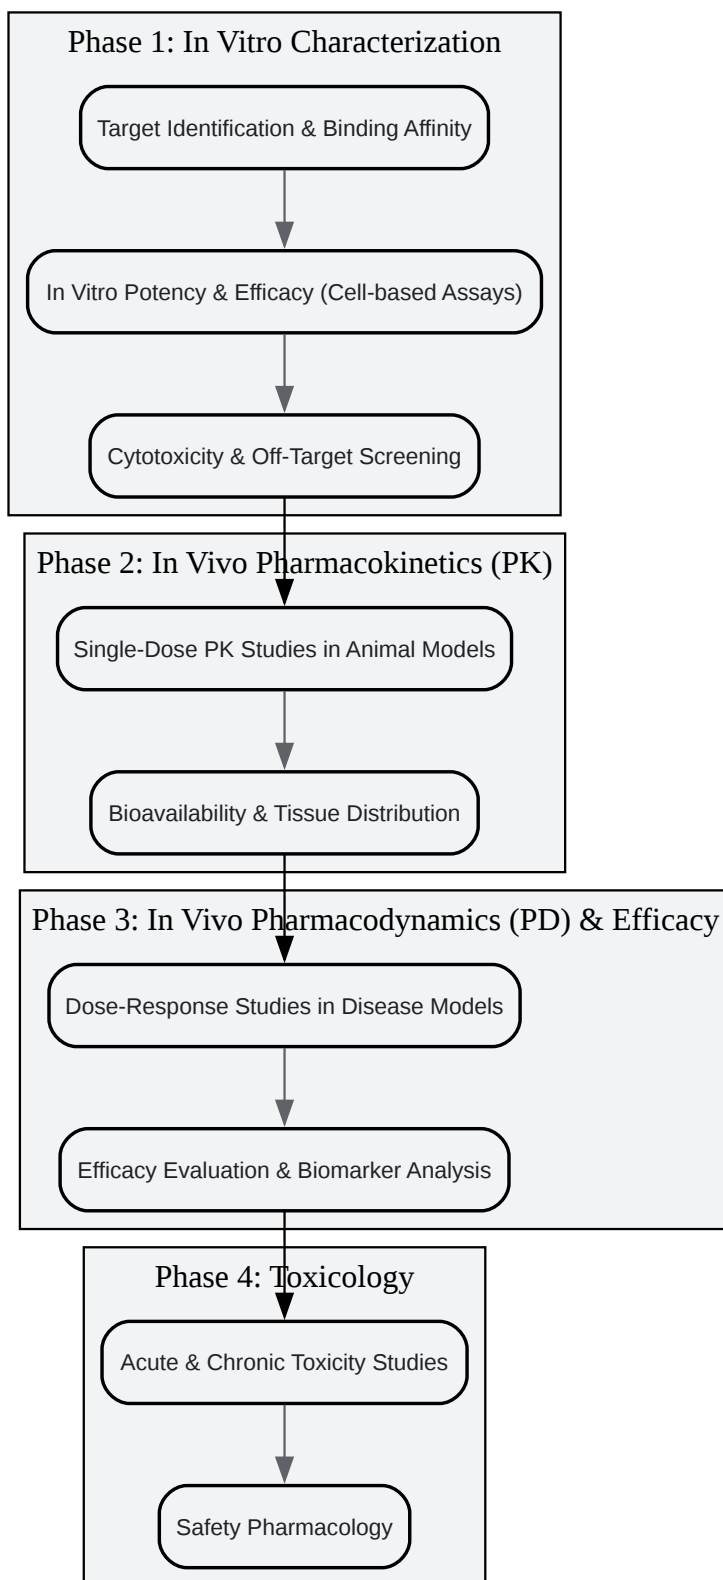 Phase 1: In Vitro Characterization
Target Identification & Binding Affinity
In Vitro Potency & Efficacy (Cell-based Assays)
Cytotoxicity & Off-Target Screening
Phase 2: In Vivo Pharmacokinetics (PK)
Single-Dose PK Studies in Animal Models
Bioavailability & Tissue Distribution
Phase 3: In Vivo Pharmacodynamics (PD) & Efficacy
Dose-Response Studies in Disease Models
Efficacy Evaluation & Biomarker Analysis
Phase 4: Toxicology
Acute & Chronic Toxicity Studies
Safety Pharmacology